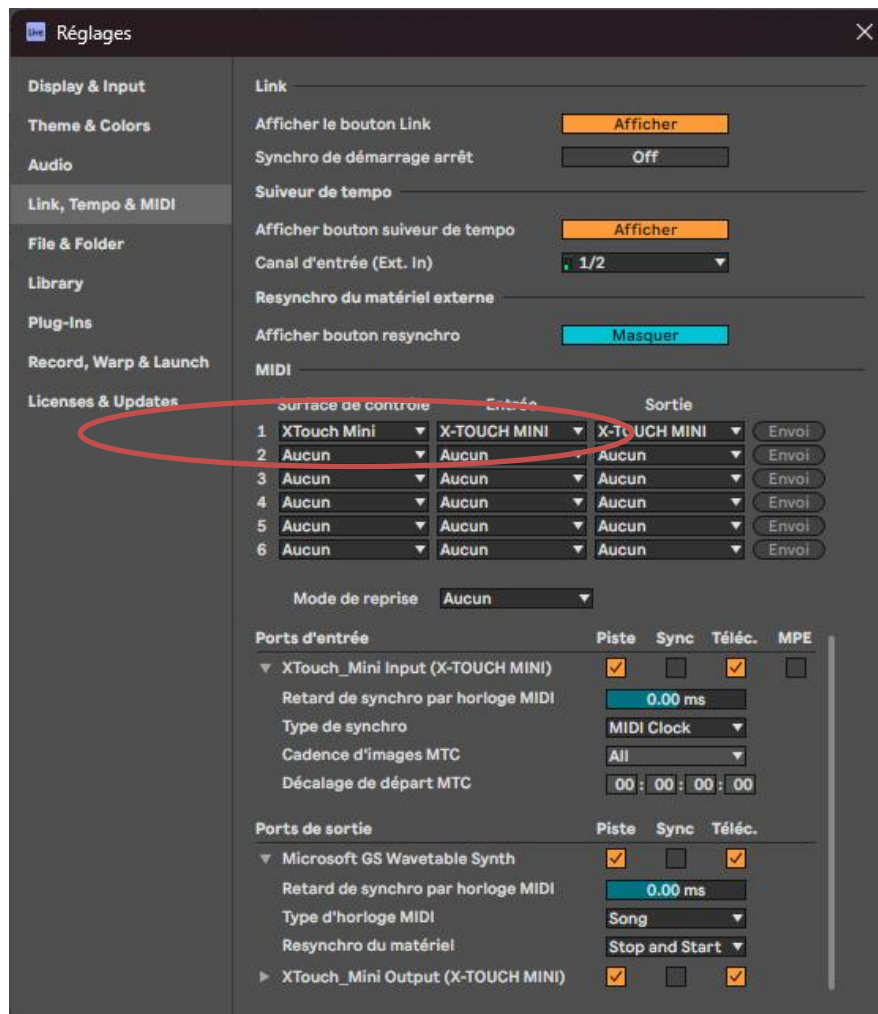 Live Réglages
Display & Input
Theme & Colors
Audio
Link, Tempo & MIDI
File & Folder
Library
Plug-Ins
Record, Warp & Launch
Licenses & Updates
Link
Afficher le bouton Link Afficher
Synchro de démarrage arrêt Off
Suiveur de tempo
Afficher bouton suiveur de tempo Afficher
Canal d'entrée (Ext. In) 1/2
Resynchro du matériel externe
Afficher bouton resynchro Masquer
MIDI
Surface de contrôle Entrée Sortie
1 XTouch Mini X-TOUCH MINI X-TOUCH MINI Envoi
2 Aucun Aucun Aucun Envoi
3 Aucun Aucun Aucun Envoi
4 Aucun Aucun Aucun Envoi
5 Aucun Aucun Aucun Envoi
6 Aucun Aucun Aucun Envoi
Mode de reprise Aucun
Ports d'entrée Piste Sync Téléc. MPE
XTouch_Mini Input (X-TOUCH MINI)
Retard de synchro par horloge MIDI 0.00 ms
Type de synchro MIDI Clock
Cadence d'images MTC All
Décalage de départ MTC 00 : 00 : 00 : 00
Ports de sortie Piste Sync Téléc.
Microsoft GS Wavetable Synth
Retard de synchro par horloge MIDI 0.00 ms
Type d'horloge MIDI Song
Resynchro du matériel Stop and Start
XTouch_Mini Output (X-TOUCH MINI)